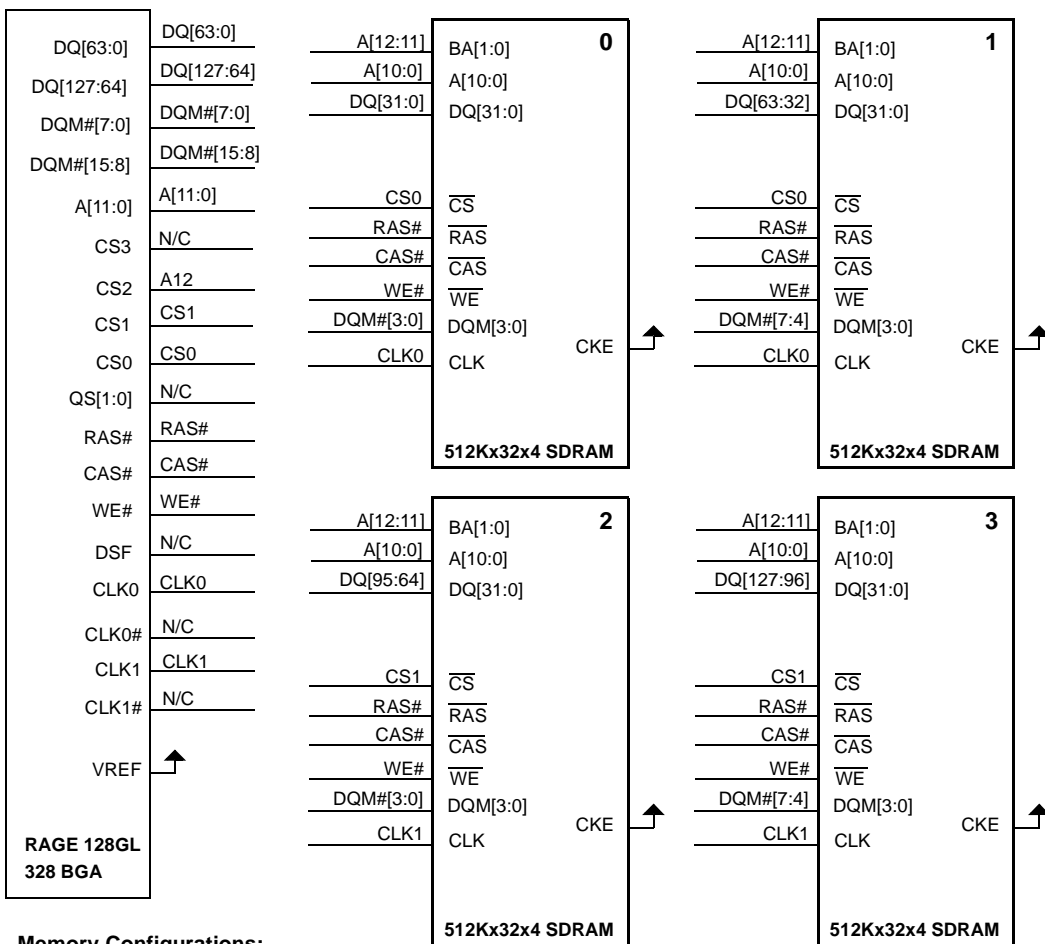 DQ[63:0] DQ[63:0]
DQ[127:64] DQ[127:64]
DQM#[7:0] DQM#[7:0]
DQM#[15:8] DQM#[15:8]
A[11:0] A[11:0]
CS3 N/C
CS2 A12
CS1 CS1
CS0 CS0
QS[1:0] N/C
RAS# RAS#
CAS# CAS#
WE# WE#
DSF N/C
CLK0 CLK0
CLK0# N/C
CLK1 CLK1
CLK1# N/C
VREF
RAGE 128GL
328 BGA
A[12:11] BA[1:0] 0
A[10:0] A[10:0]
DQ[31:0] DQ[31:0]
CS0 CS
RAS# RAS
CAS# CAS
WE# WE
DQM#[3:0] DQM[3:0]
CKE
CLK0 CLK
512Kx32x4 SDRAM
A[12:11] BA[1:0] 1
A[10:0] A[10:0]
DQ[63:32] DQ[31:0]
CS0 CS
RAS# RAS
CAS# CAS
WE# WE
DQM#[7:4] DQM[3:0]
CKE
CLK0 CLK
512Kx32x4 SDRAM
A[12:11] BA[1:0] 2
A[10:0] A[10:0]
DQ[95:64] DQ[31:0]
CS1 CS
RAS# RAS
CAS# CAS
WE# WE
DQM#[3:0] DQM[3:0]
CKE
CLK1 CLK
512Kx32x4 SDRAM
A[12:11] BA[1:0] 3
A[10:0] A[10:0]
DQ[127:96] DQ[31:0]
CS1 CS
RAS# RAS
CAS# CAS
WE# WE
DQM#[7:4] DQM[3:0]
CKE
CLK1 CLK
512Kx32x4 SDRAM
Memory Configurations: